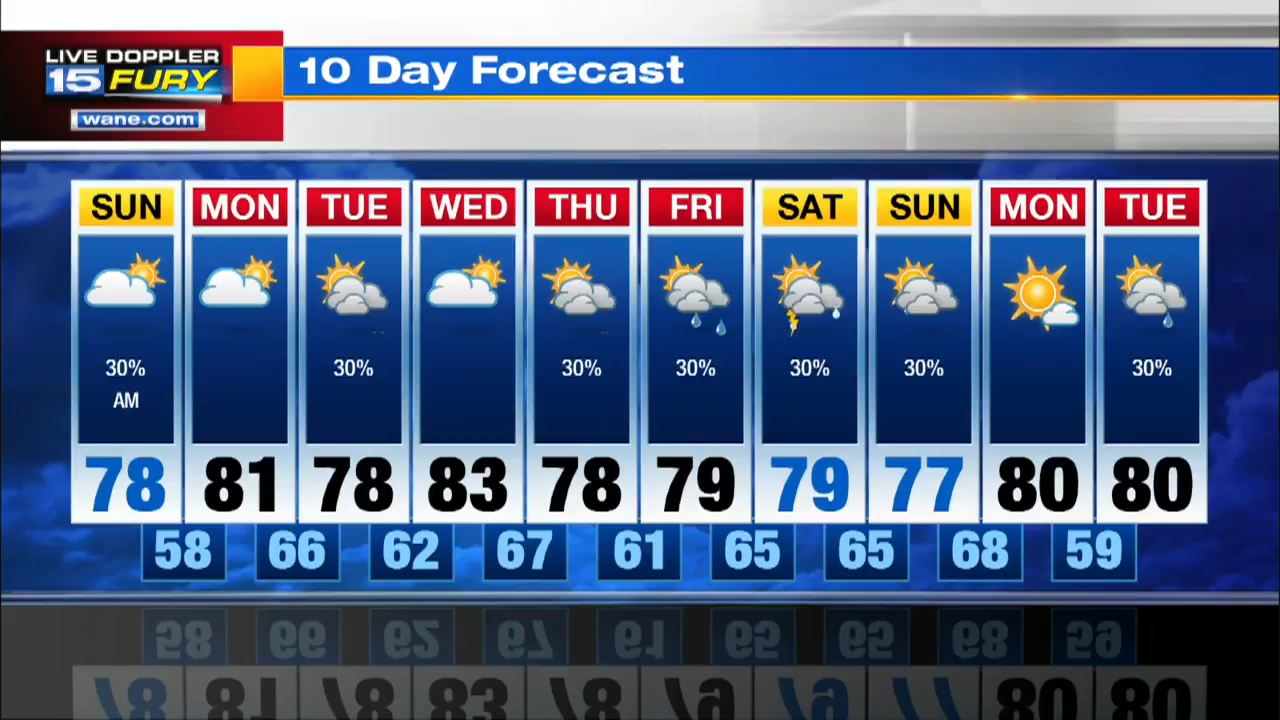 LIVE DOPPLER
15 FURY
wane.com
10 Day Forecast
SUN MON TUE WED THU FRI SAT SUN MON TUE
30% 30% 30% 30% 30% 30% 30%
AM
78 81 78 83 78 79 79 77 80 80
58 66 62 67 61 65 65 68 59